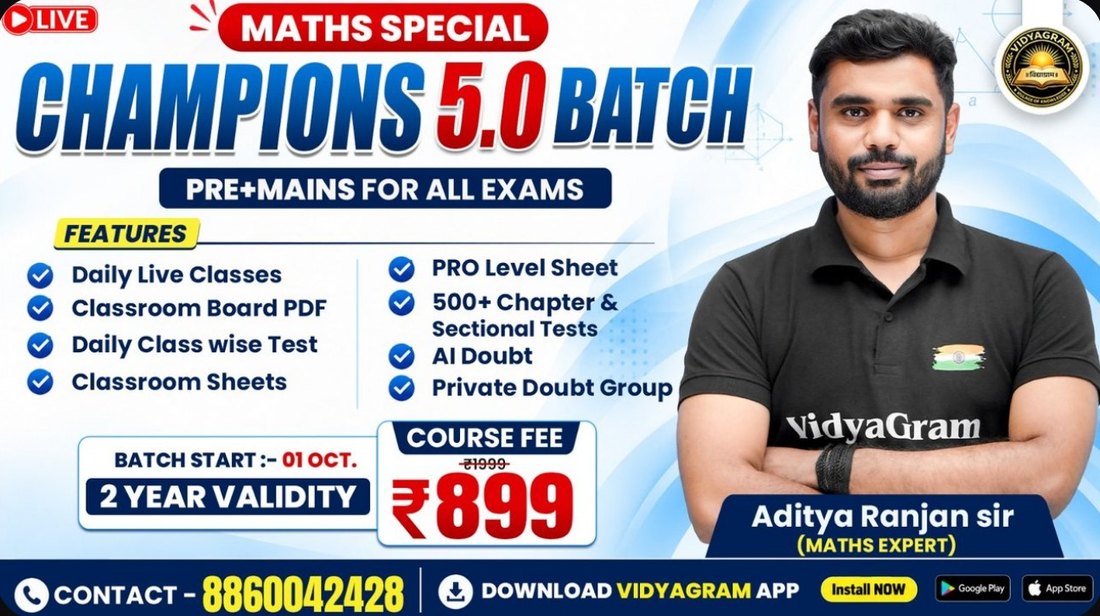 LIVE
MATHS SPECIAL
CHAMPIONS 5.0 BATCH
PRE+MAINS FOR ALL EXAMS
FEATURES
Daily Live Classes
Classroom Board PDF
Daily Class wise Test
Classroom Sheets
PRO Level Sheet
500+ Chapter &
Sectional Tests
AI Doubt
Private Doubt Group
BATCH START :- 01 OCT.
2 YEAR VALIDITY
COURSE FEE
₹1999
₹899
VIDYAGRAM
॥विद्याग्राम॥
VidyaGram
Aditya Ranjan sir
(MATHS EXPERT)
CONTACT - 8860042428
DOWNLOAD VIDYAGRAM APP
Install NOW
Google Play
App Store